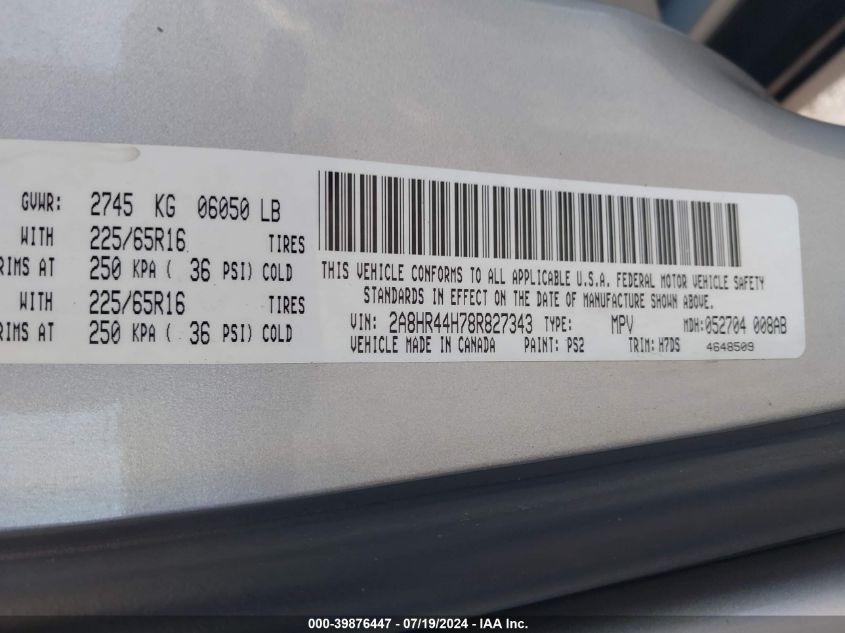 GVWR: 2745 KG 06050 LB
WITH 225/65R16 TIRES
RIMS AT 250 KPA ( 36 PSI) COLD
WITH 225/65R16 TIRES
RIMS AT 250 KPA ( 36 PSI) COLD
THIS VEHICLE CONFORMS TO ALL APPLICABLE U.S.A. FEDERAL MOTOR VEHICLE SAFETY
STANDARDS IN EFFECT ON THE DATE OF MANUFACTURE SHOWN ABOVE.
VIN: 2A8HR44H78R827343 TYPE: MPV MDH:052704 008AB
VEHICLE MADE IN CANADA PAINT: PS2 TRIM: H7DS 4648509
000-39876447 - 07/19/2024 - IAA Inc.